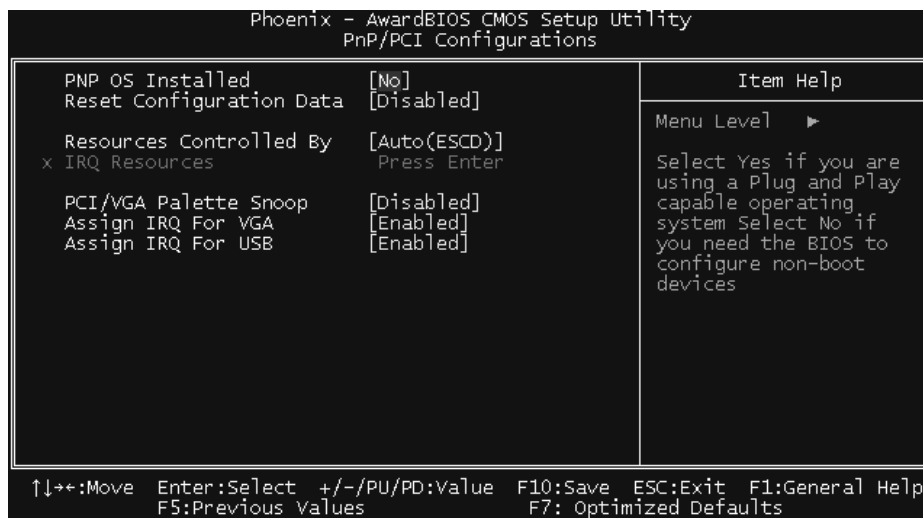 Phoenix - AwardBIOS CMOS Setup Utility
PnP/PCI Configurations
PNP OS Installed [No]
Reset Configuration Data [Disabled]
Resources Controlled By [Auto(ESCD)]
x IRQ Resources Press Enter
PCI/VGA Palette Snoop [Disabled]
Assign IRQ For VGA [Enabled]
Assign IRQ For USB [Enabled]
Item Help
Menu Level ►
Select Yes if you are
using a Plug and Play
capable operating
system Select No if
you need the BIOS to
configure non-boot
devices
↑↓→←:Move Enter:Select +/-/PU/PD:Value F10:Save ESC:Exit F1:General Help
F5:Previous Values F7: Optimized Defaults